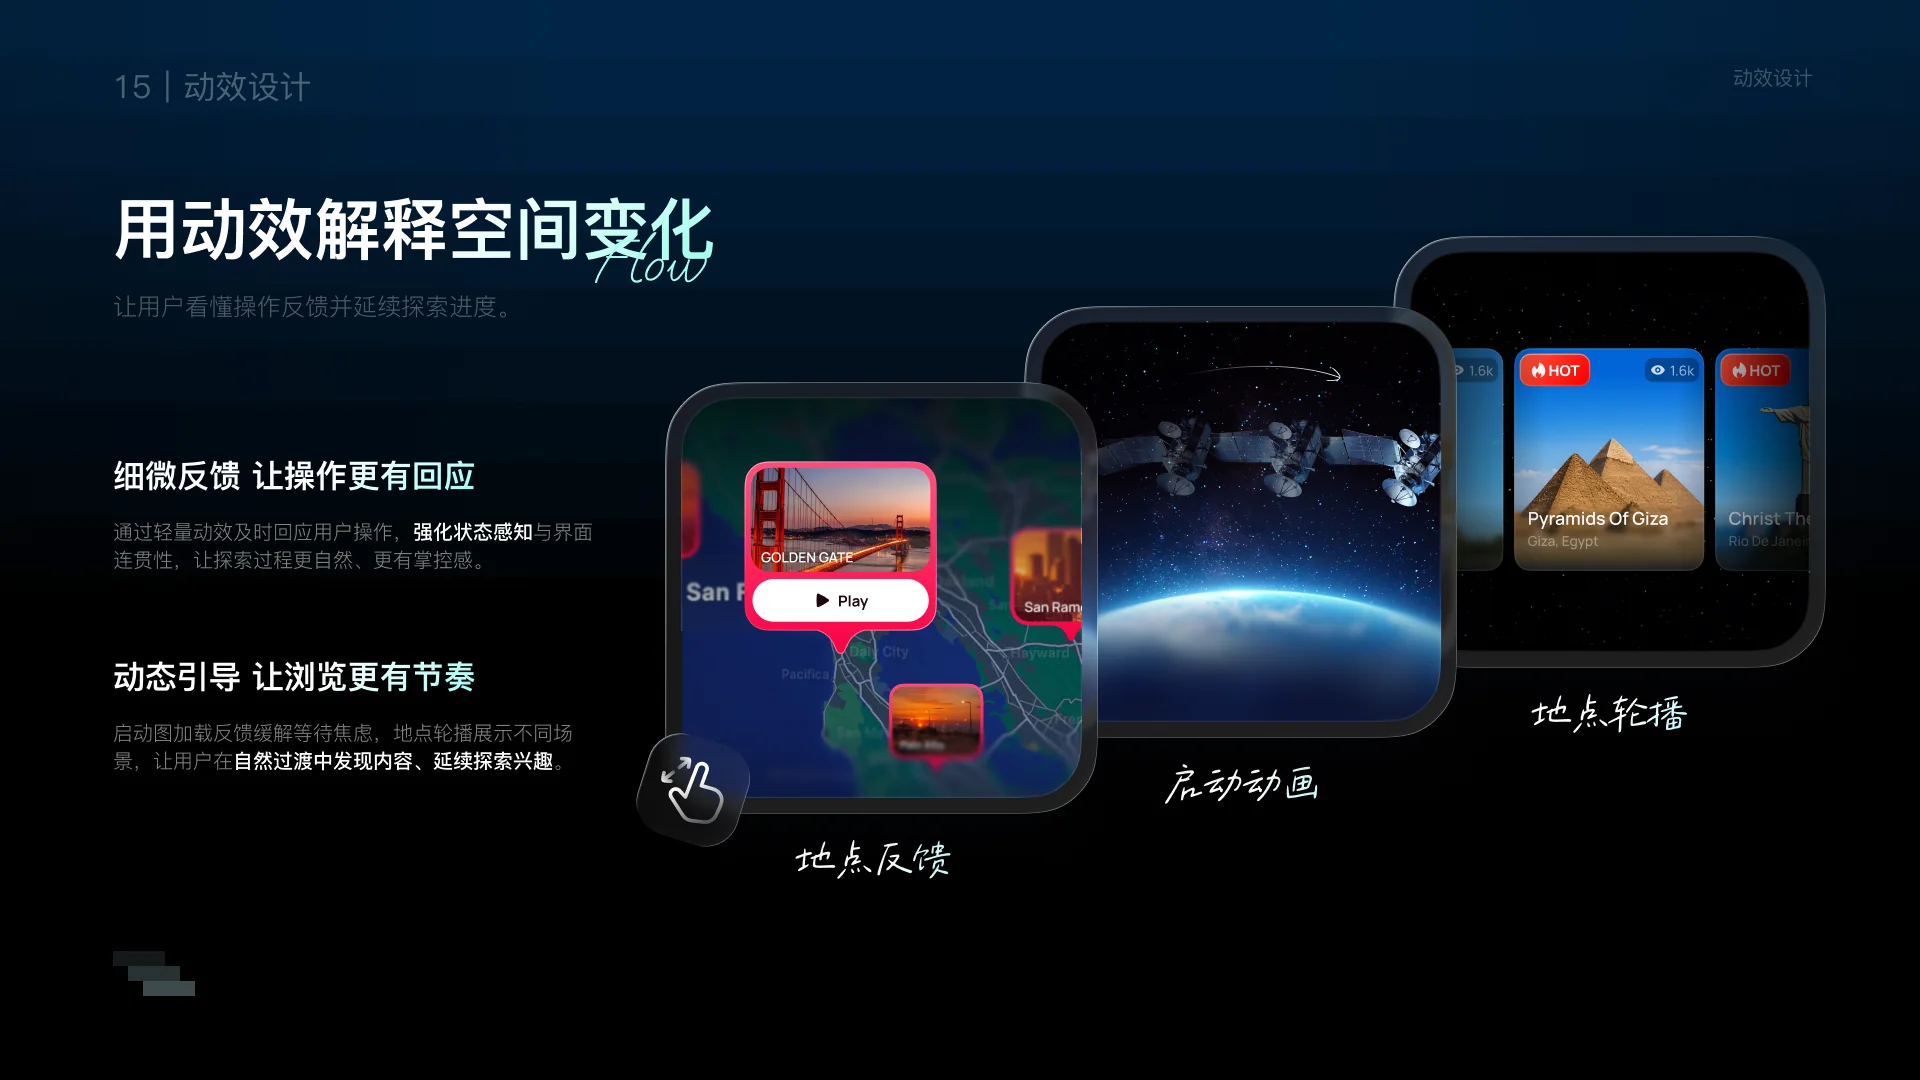 15 | 动效设计
动效设计
用动效解释空间变化
Flow
让用户看懂操作反馈并延续探索进度。
细微反馈 让操作更有回应
通过轻量动效及时回应用户操作，强化状态感知与界面
连贯性，让探索过程更自然、更有掌控感。
动态引导 让浏览更有节奏
启动图加载反馈缓解等待焦虑，地点轮播展示不同场
景，让用户在自然过渡中发现内容、延续探索兴趣。
San F
GOLDEN GATE
Play
San Ram
Daly City
Pacifica
Hayward
地点反馈
启动动画
1.6k
HOT
1.6k
Pyramids Of Giza
Giza, Egypt
HOT
Christ The
Rio De Janeir
地点轮播